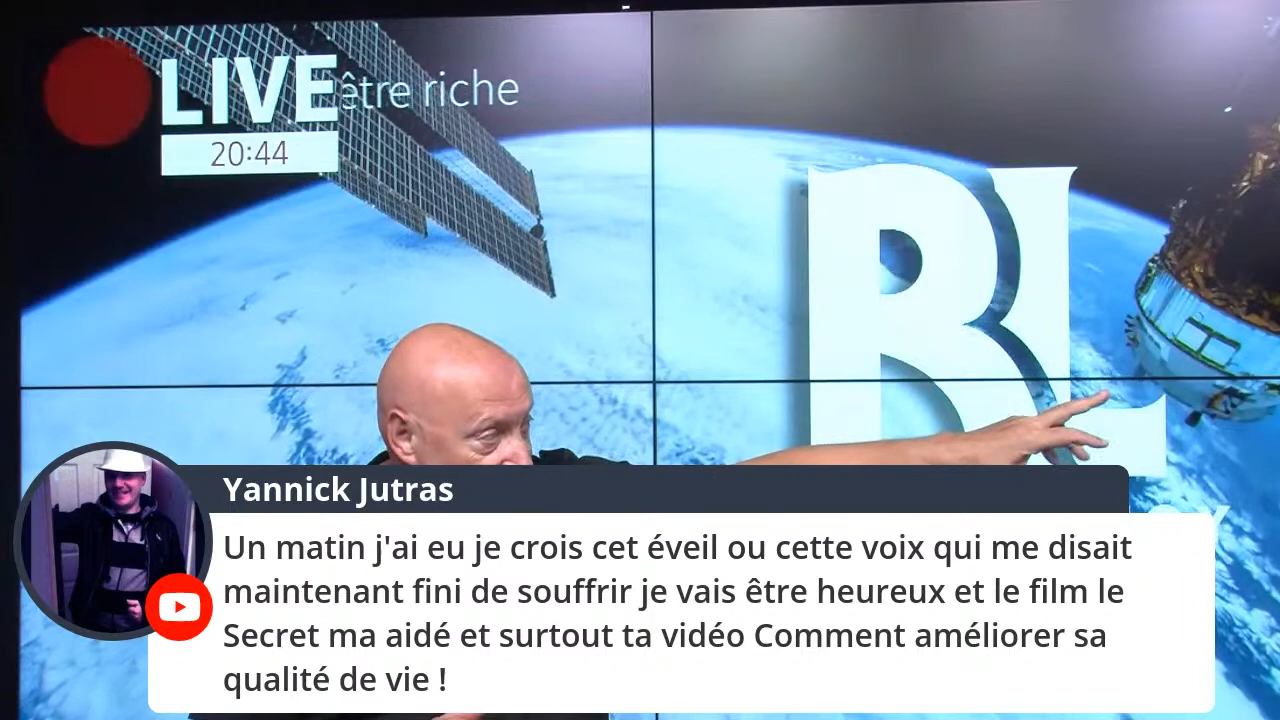 LIVE
être riche
20:44
BL
Yannick Jutras
Un matin j'ai eu je crois cet éveil ou cette voix qui me disait
maintenant fini de souffrir je vais être heureux et le film le
Secret ma aidé et surtout ta vidéo Comment améliorer sa
qualité de vie !